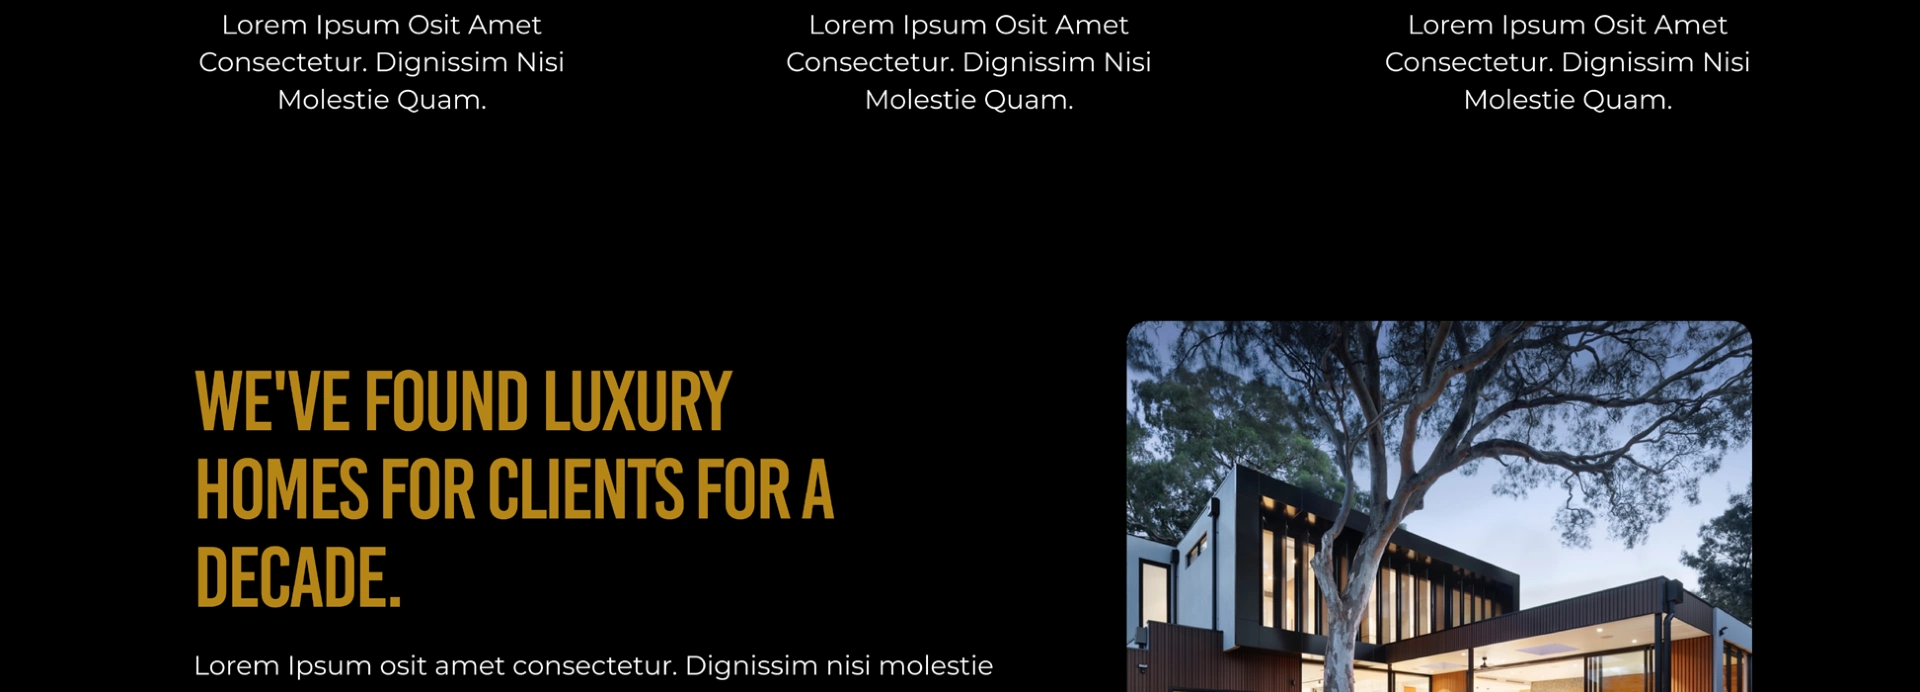 Lorem Ipsum Osit Amet
Consectetur. Dignissim Nisi
Molestie Quam.
Lorem Ipsum Osit Amet
Consectetur. Dignissim Nisi
Molestie Quam.
Lorem Ipsum Osit Amet
Consectetur. Dignissim Nisi
Molestie Quam.
WE'VE FOUND LUXURY
HOMES FOR CLIENTS FOR A
DECADE.
Lorem Ipsum osit amet consectetur. Dignissim nisi molestie